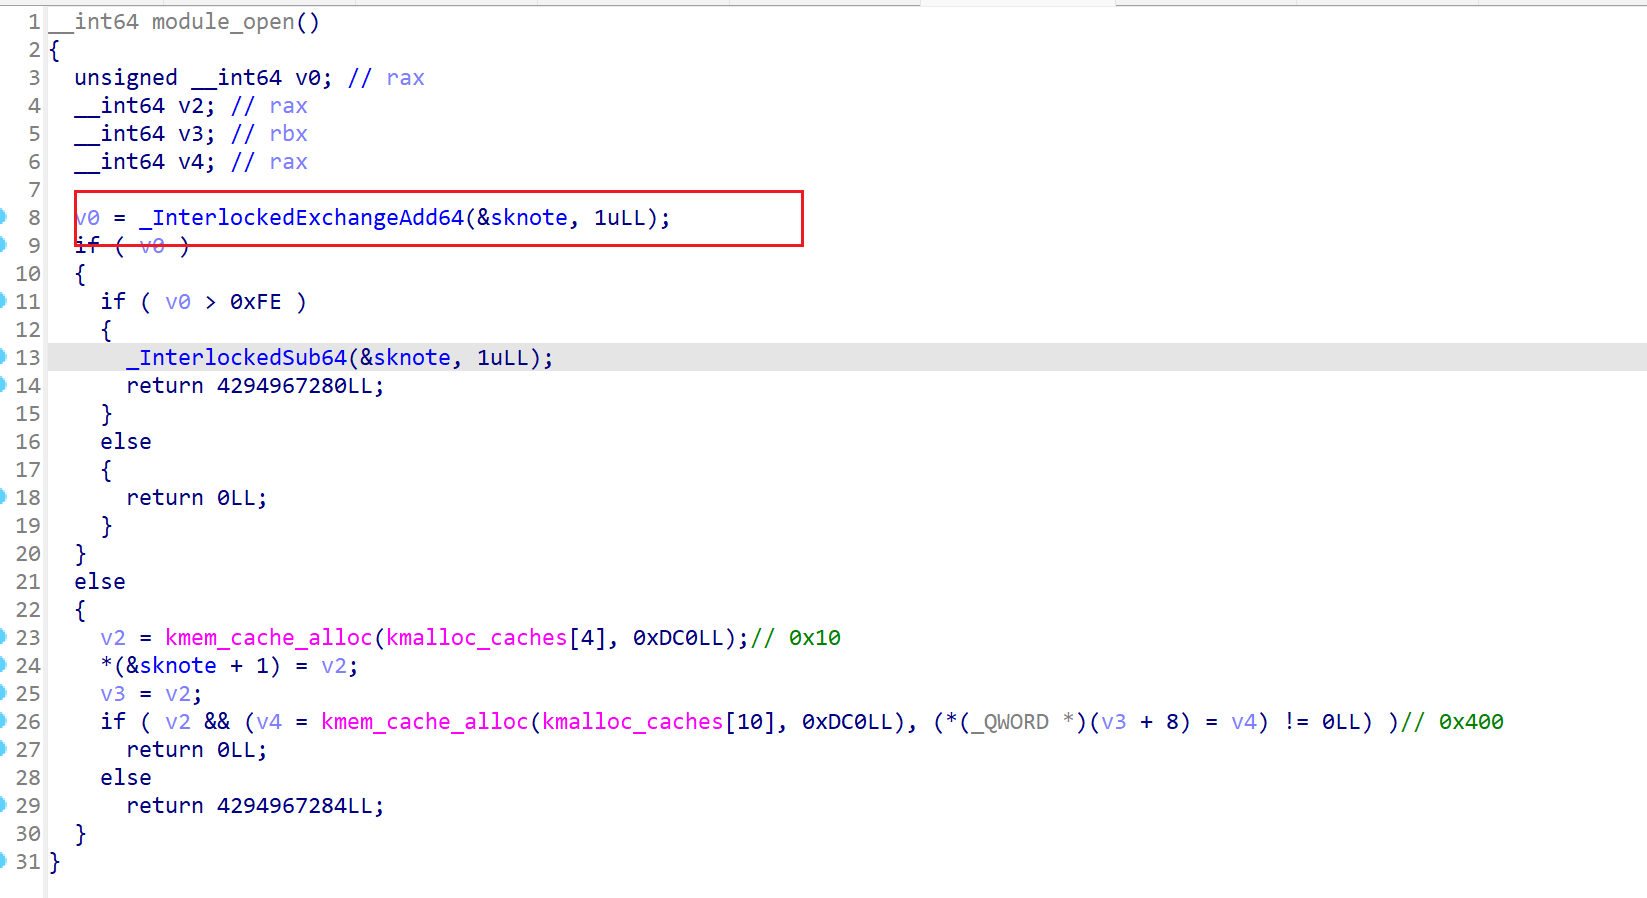 1 __int64 module_open()
2 {
3 unsigned __int64 v0; // rax
4 __int64 v2; // rax
5 __int64 v3; // rbx
6 __int64 v4; // rax
7
8 v0 = _InterlockedExchangeAdd64(&sknote, 1uLL);
9 if ( v0 )
10 {
11 if ( v0 > 0xFE )
12 {
13 _InterlockedSub64(&sknote, 1uLL);
14 return 4294967280LL;
15 }
16 else
17 {
18 return 0LL;
19 }
20 }
21 else
22 {
23 v2 = kmem_cache_alloc(kmalloc_caches[4], 0xDC0LL);// 0x10
24 *(&sknote + 1) = v2;
25 v3 = v2;
26 if ( v2 && (v4 = kmem_cache_alloc(kmalloc_caches[10], 0xDC0LL), (*(_QWORD *)(v3 + 8) = v4) != 0LL) )// 0x400
27 return 0LL;
28 else
29 return 4294967284LL;
30 }
31 }